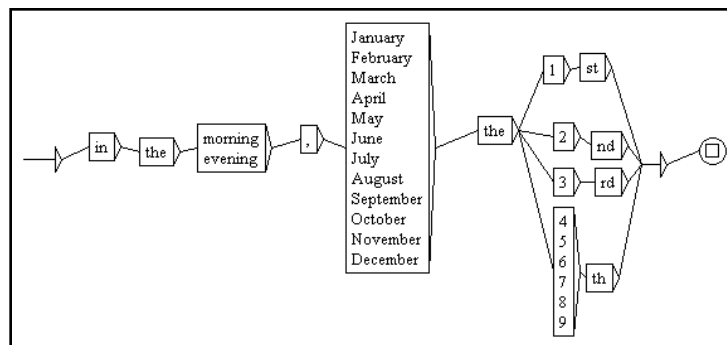 in
the
morning
evening
,
January
February
March
April
May
June
July
August
September
October
November
December
the
1
st
2
nd
3
rd
4
5
6
7
8
9
th